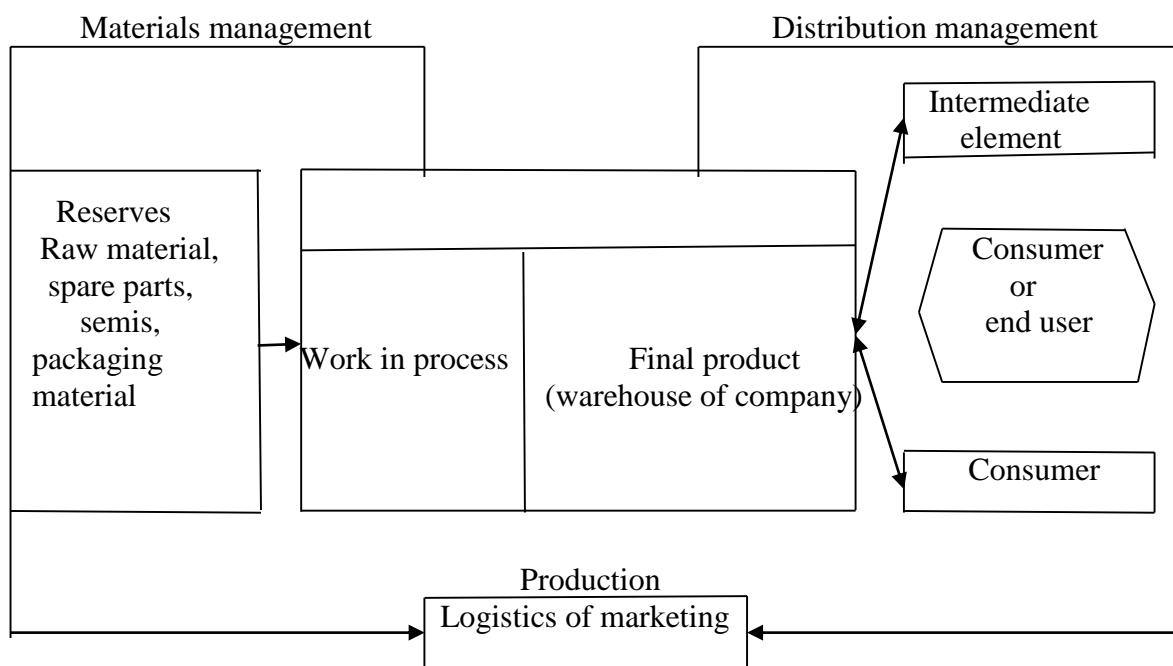 Materials management
Distribution management
Intermediate
element
Reserves
Raw material,
spare parts,
semis,
packaging
material
Work in process
Final product
(warehouse of company)
Consumer
or
end user
Consumer
Production
Logistics of marketing